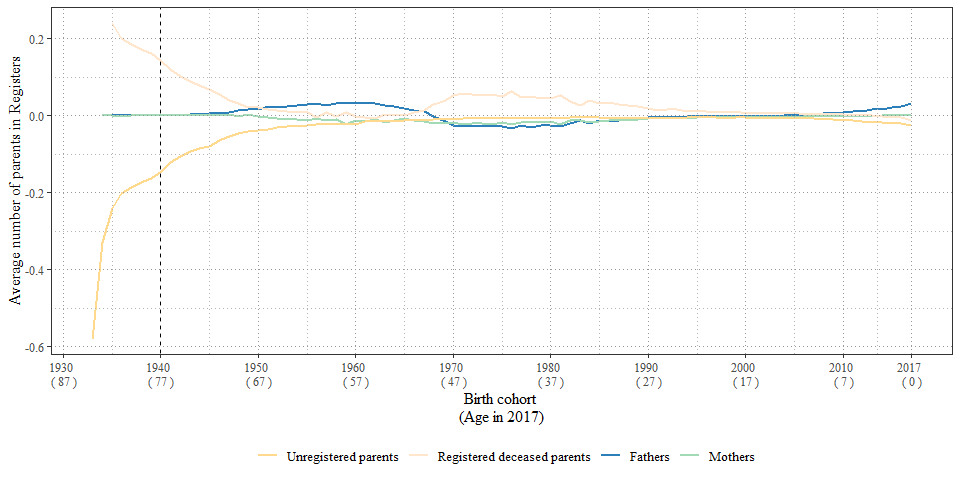 Average number of parents in Registers
0.2
0.0
-0.2
-0.4
-0.6
1930 1940 1950 1960 1970 1980 1990 2000 2010 2017
( 87 ) ( 77 ) ( 67 ) ( 57 ) ( 47 ) ( 37 ) ( 27 ) ( 17 ) ( 7 ) ( 0 )
Birth cohort
(Age in 2017)
Unregistered parents Registered deceased parents Fathers Mothers